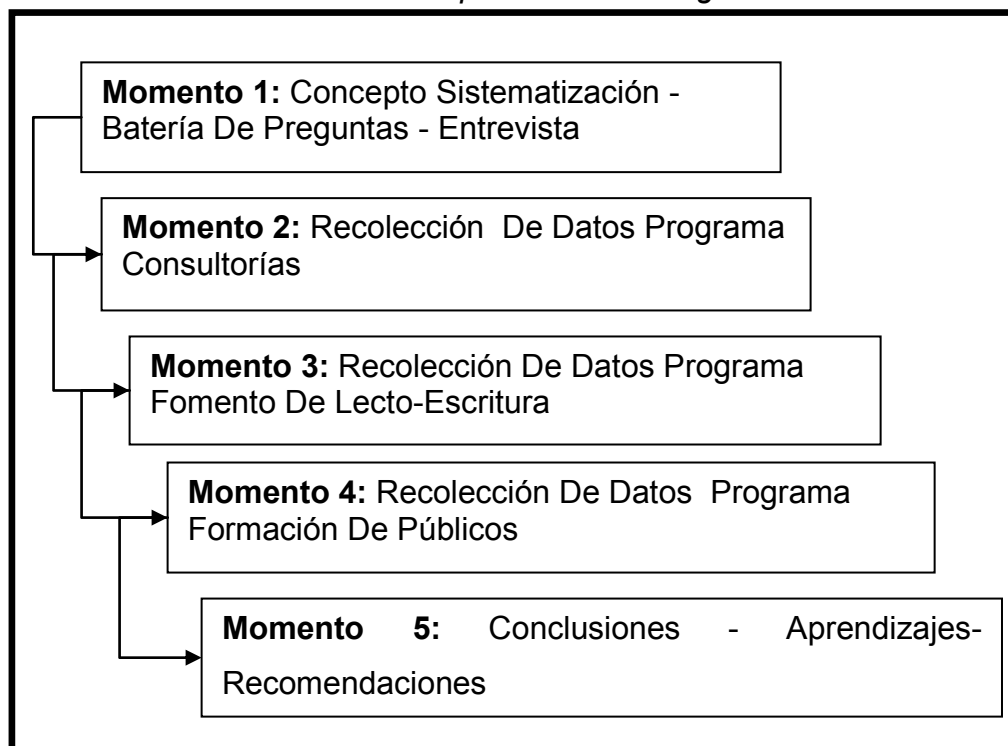 Momento 1: Concepto Sistematización -
Batería De Preguntas - Entrevista
Momento 2: Recolección De Datos Programa
Consultorías
Momento 3: Recolección De Datos Programa
Fomento De Lecto-Escritura
Momento 4: Recolección De Datos Programa
Formación De Públicos
Momento 5: Conclusiones - Aprendizajes-
Recomendaciones